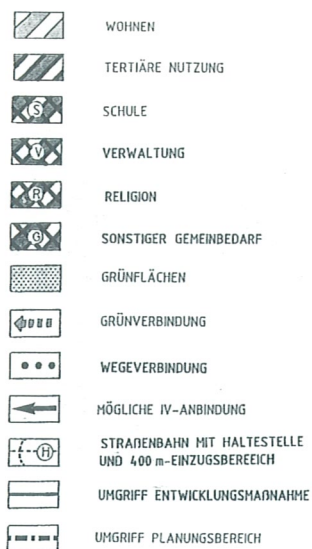 WOHNEN
TERTIÄRE NUTZUNG
S
SCHULE
V
VERWALTUNG
R
RELIGION
G
SONSTIGER GEMEINBEDARF
GRÜNFLÄCHEN
GRÜNVERBINDUNG
WEGEVERBINDUNG
MÖGLICHE IV-ANBINDUNG
H
STRAßENBAHN MIT HALTESTELLE
UND 400 m-EINZUGSBEREEICH
UMGRIFF ENTWICKLUNGSMAßNAHME
UMGRIFF PLANUNGSBEREICH